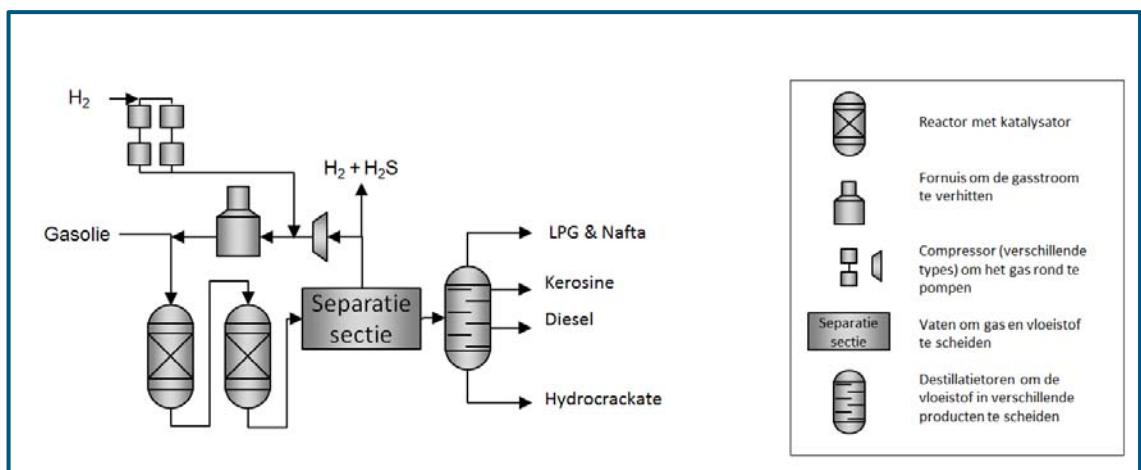 H₂
H₂ + H₂S
Gasolie
LPG & Nafta
Kerosine
Diesel
Hydrocrackate
Separatie
sectie
Reactor met katalysator
Fornuis om de gasstroom
te verhitten
Compressor (verschillende
types) om het gas rond te
pompen
Separatie
sectie
Vaten om gas en vloeistof
te scheiden
Destillatietoren om de
vloeistof in verschillende
producten te scheiden